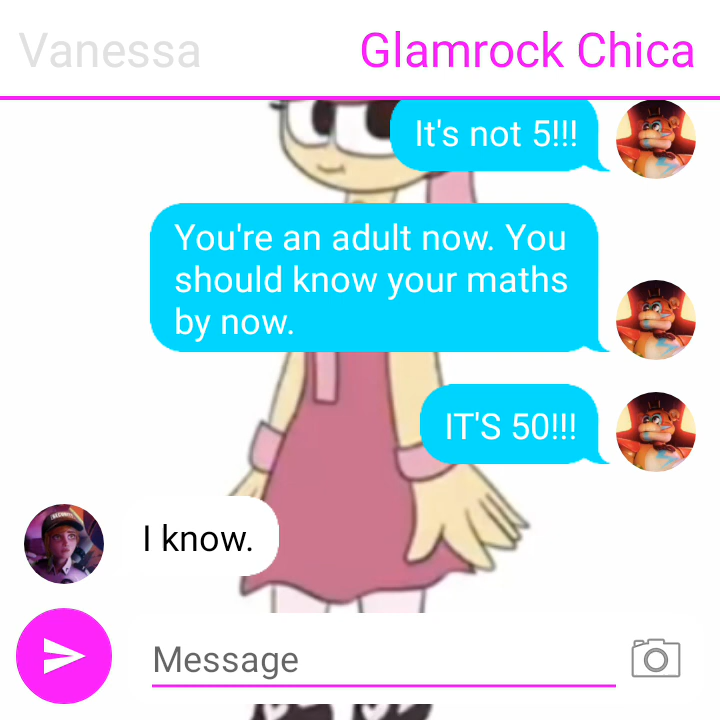 Vanessa
Glamrock Chica
It's not 5!!!
You're an adult now. You
should know your maths
by now.
IT'S 50!!!
I know.
Message